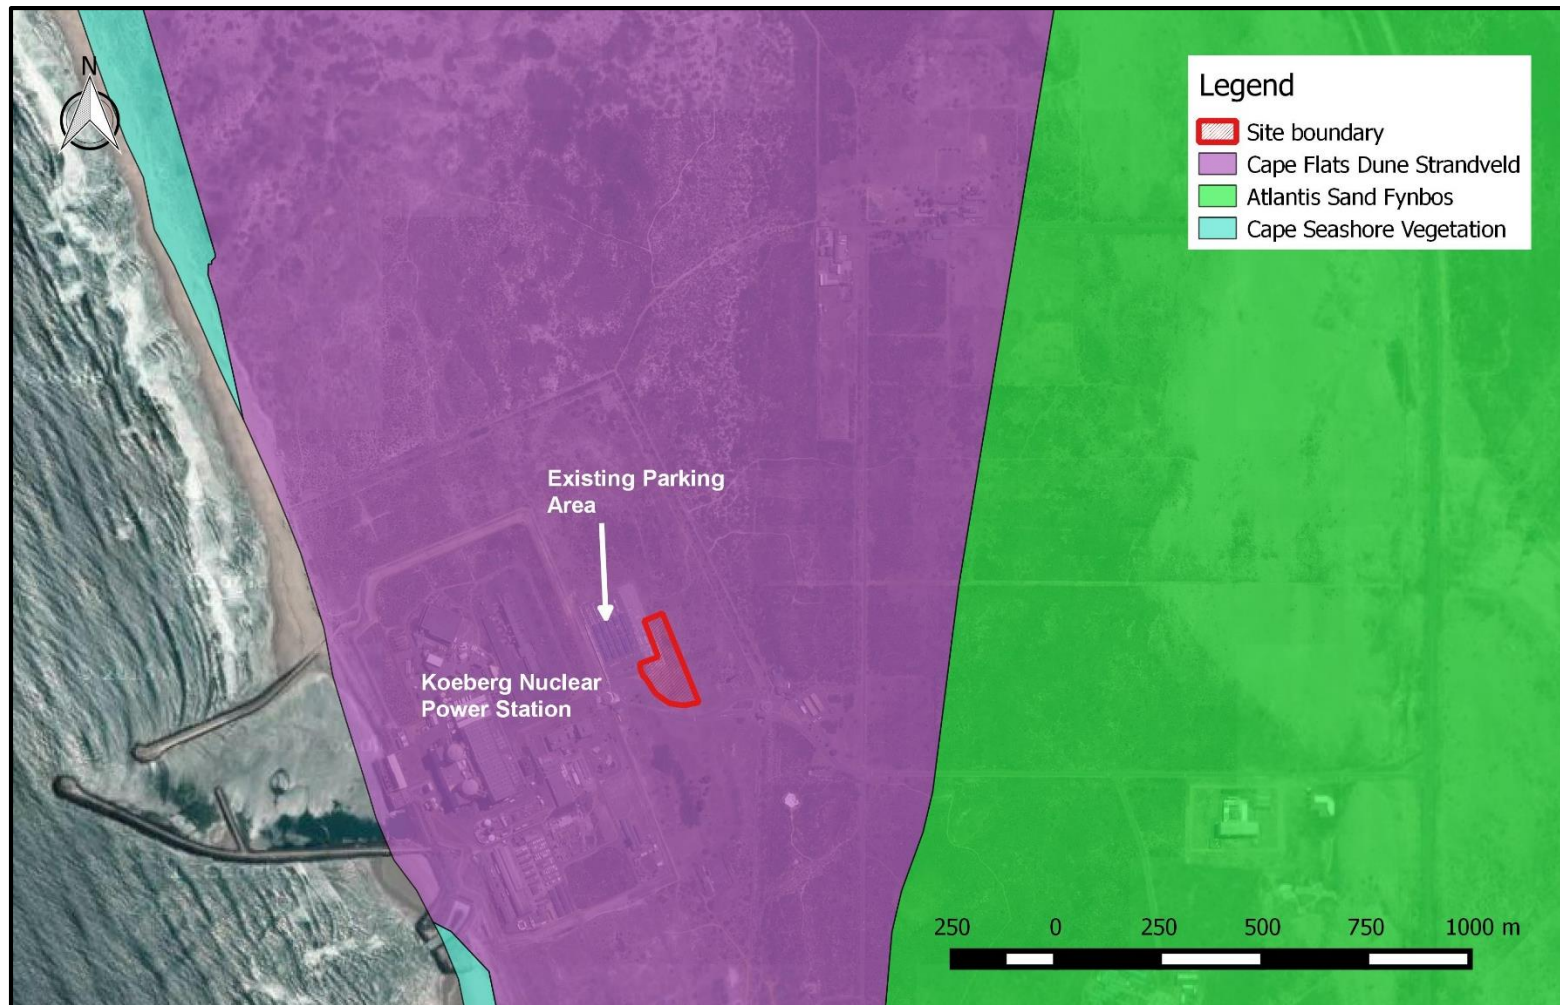 N
Legend
Site boundary
Cape Flats Dune Strandveld
Atlantis Sand Fynbos
Cape Seashore Vegetation
Existing Parking
Area
Koeberg Nuclear
Power Station
250 0 250 500 750 1000 m